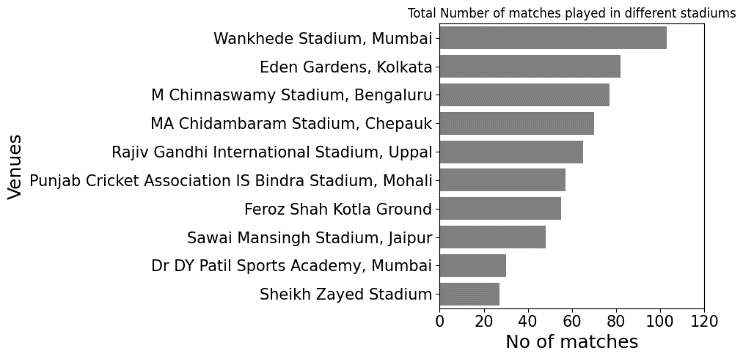 Total Number of matches played in different stadiums
Venues
Wankhede Stadium, Mumbai
Eden Gardens, Kolkata
M Chinnaswamy Stadium, Bengaluru
MA Chidambaram Stadium, Chepauk
Rajiv Gandhi International Stadium, Uppal
Punjab Cricket Association IS Bindra Stadium, Mohali
Feroz Shah Kotla Ground
Sawai Mansingh Stadium, Jaipur
Dr DY Patil Sports Academy, Mumbai
Sheikh Zayed Stadium
0 20 40 60 80 100 120
No of matches